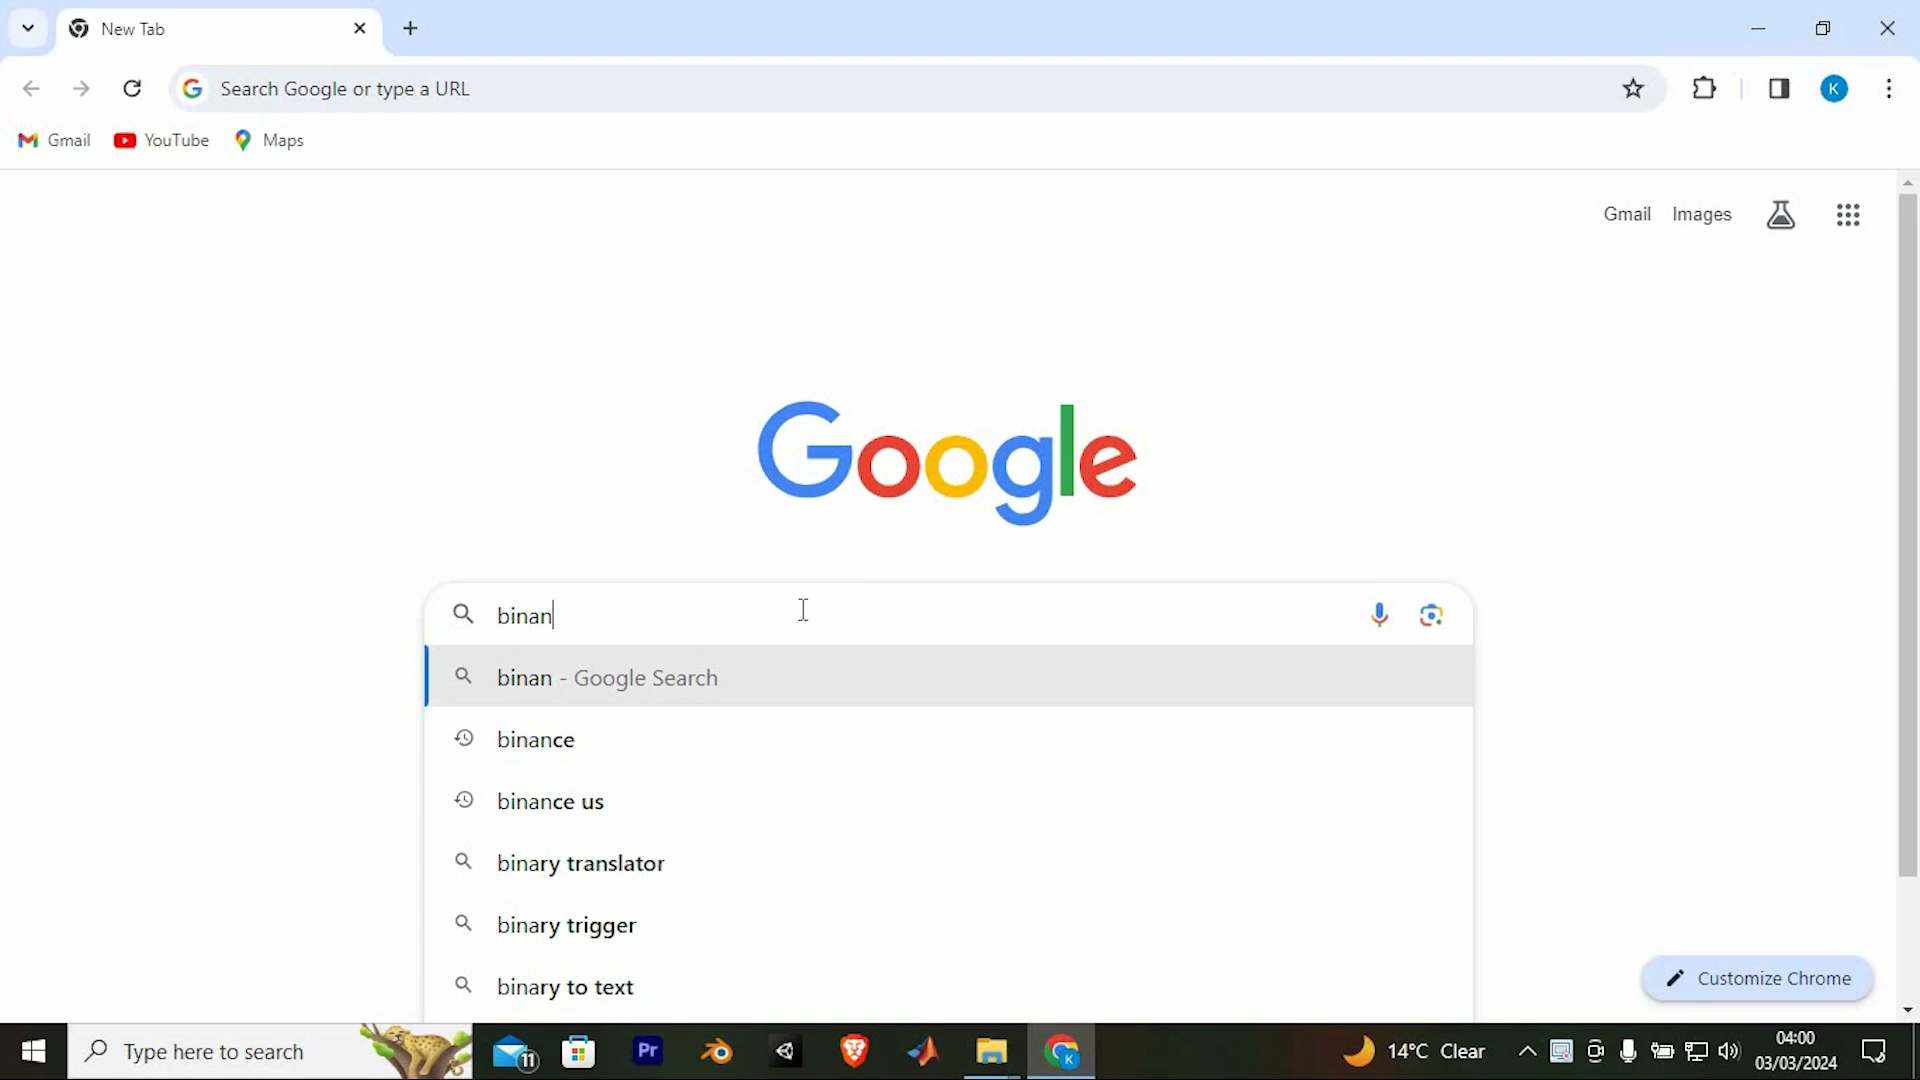 New Tab
Search Google or type a URL
Gmail YouTube Maps
Gmail Images
Google
binan
binan - Google Search
binance
binance us
binary translator
binary trigger
binary to text
Customize Chrome
Type here to search
11
Pr
K
14°C Clear
04:00
03/03/2024